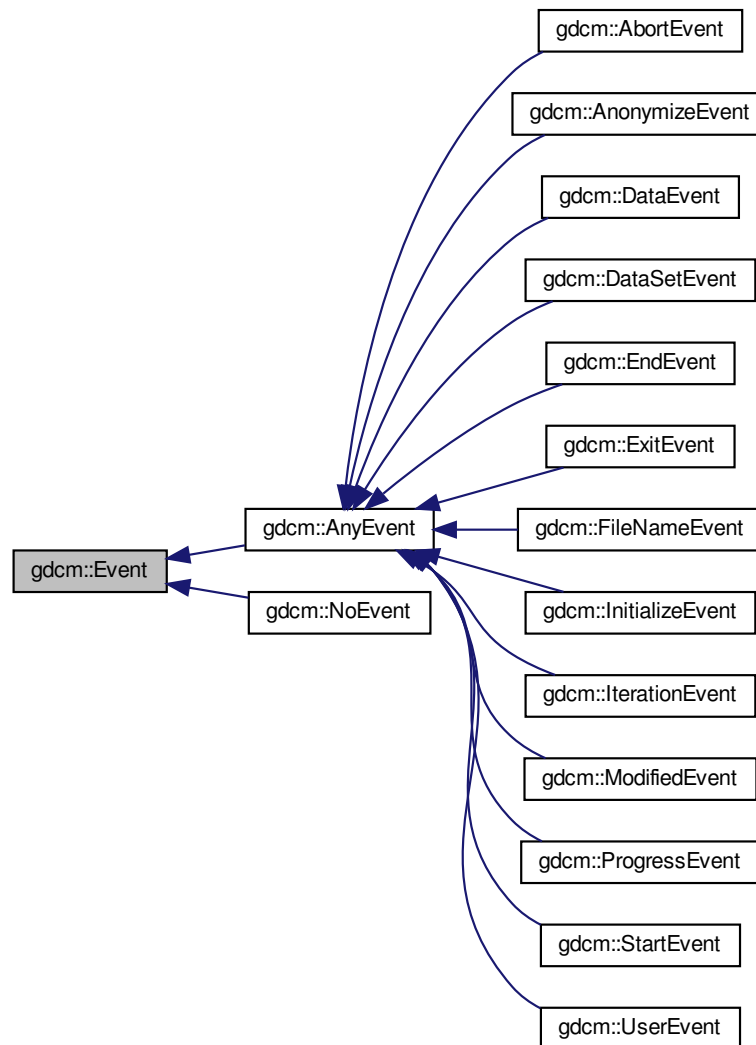 gdcm::AbortEvent
gdcm::AnonymizeEvent
gdcm::DataEvent
gdcm::DataSetEvent
gdcm::EndEvent
gdcm::ExitEvent
gdcm::AnyEvent
gdcm::FileNameEvent
gdcm::Event
gdcm::NoEvent
gdcm::InitializeEvent
gdcm::IterationEvent
gdcm::ModifiedEvent
gdcm::ProgressEvent
gdcm::StartEvent
gdcm::UserEvent